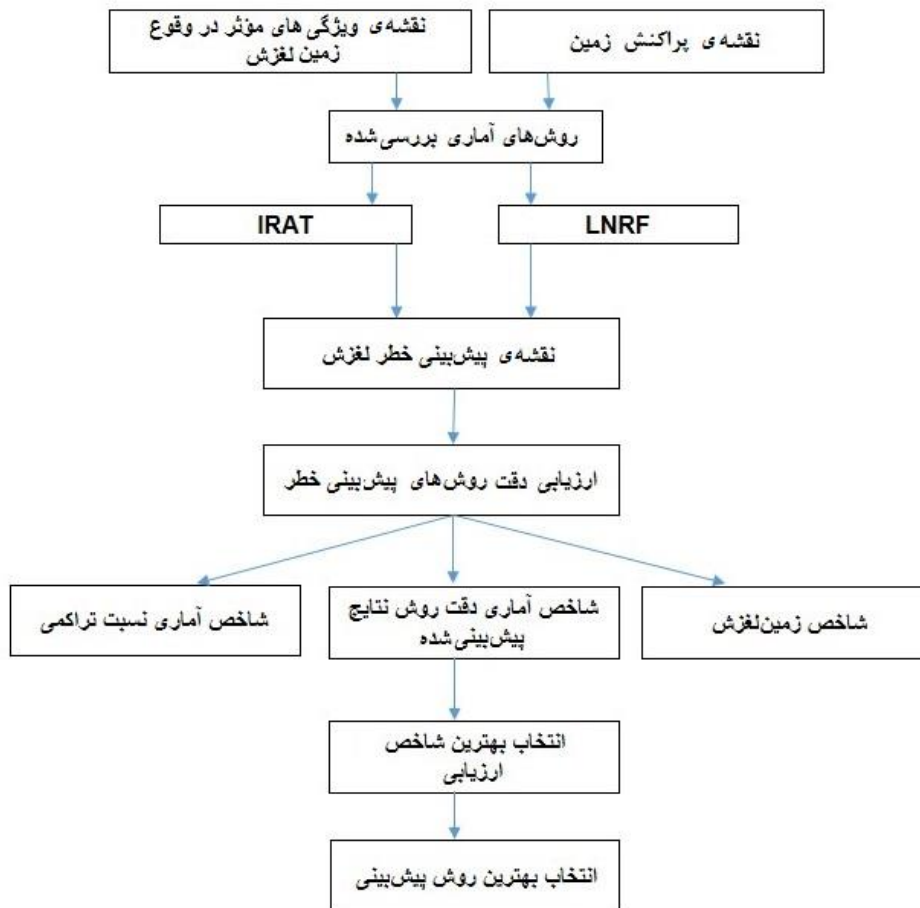 نقشه‌ی پراکنش زمین
نقشه‌ی ویژگی های مؤثر در وقوع
زمین لغزش
روش‌های آماری بررسی‌شده
LNRF
IRAT
نقشه‌ی پیش‌بینی خطر لغزش
ارزیابی دقت روش‌های پیش‌بینی خطر
شاخص زمین‌لغزش
شاخص آماری دقت روش نتایج
پیش‌بینی‌شده
شاخص آماری نسبت تراکمی
انتخاب بهترین شاخص
ارزیابی
انتخاب بهترین روش پیش‌بینی